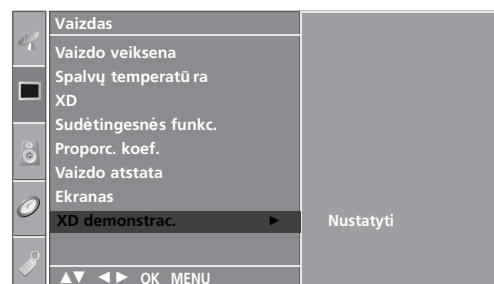 Vaizdas
Vaizdo veiksena
Spalvų temperatū ra
XD
Sudėtingesnės funkc.
Proporc. koef.
Vaizdo atstata
Ekranas
XD demonstrac. ► Nustatyti
▲▼ ◄► OK MENU